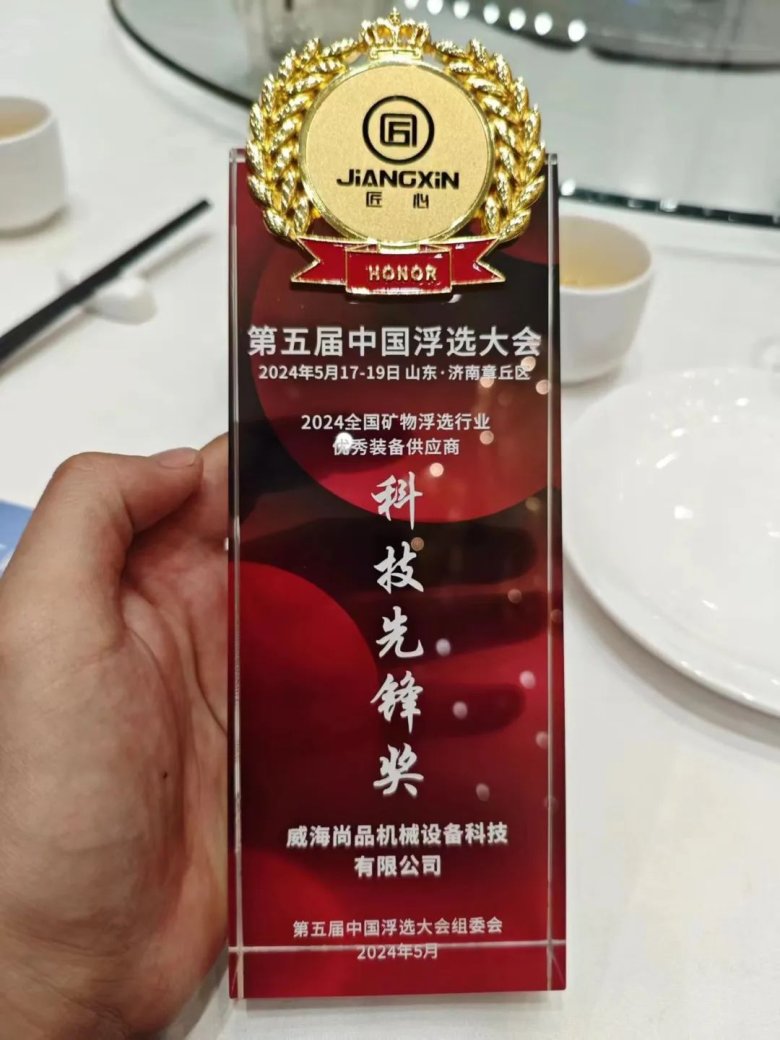 匠
JiANGXiN
匠心
HONOR
第五届中国浮选大会
2024年5月17-19日 山东·济南章丘区
2024全国矿物浮选行业
优秀装备供应商
科技先锋奖
威海尚品机械设备科技
有限公司
第五届中国浮选大会组委会
2024年5月